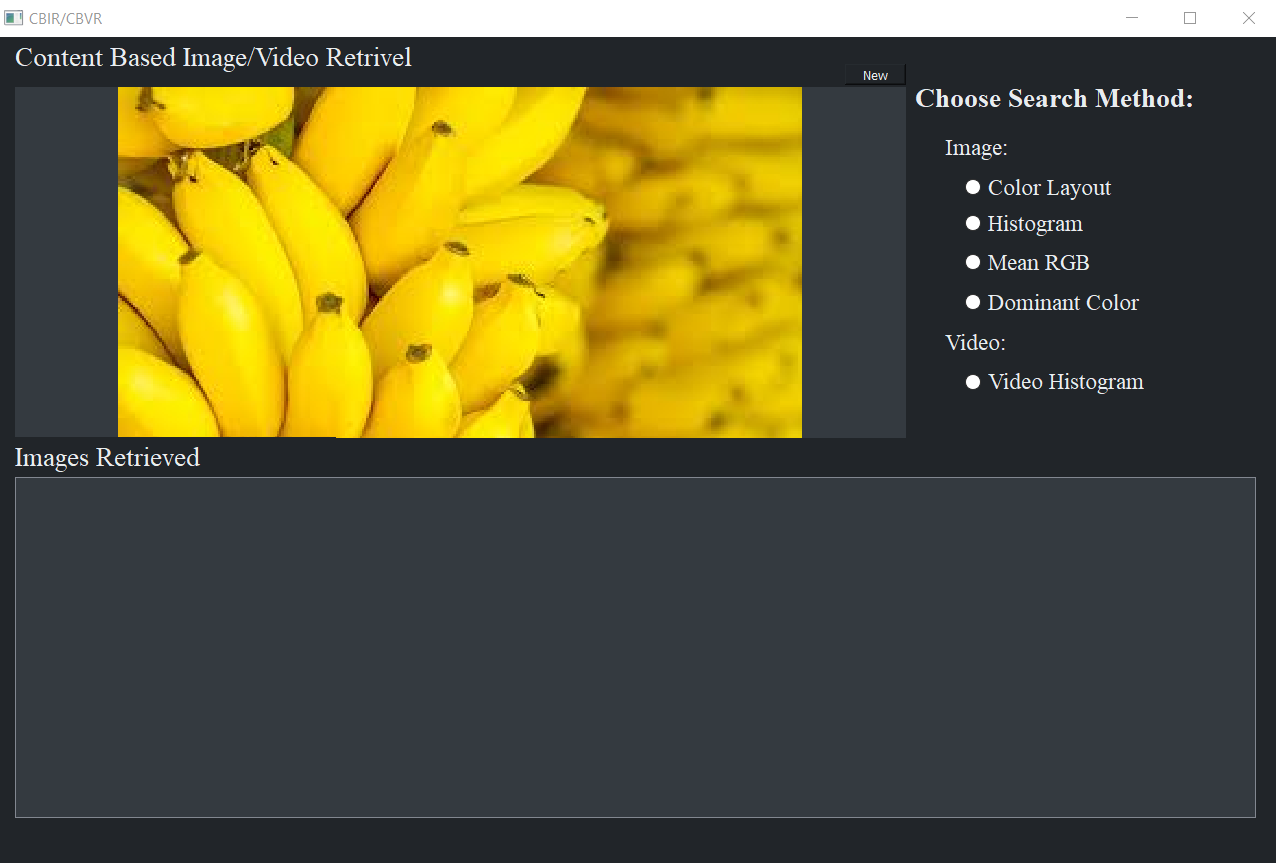 CBIR/CBVR
Content Based Image/Video Retrivel
New
Choose Search Method:
Image:
Color Layout
Histogram
Mean RGB
Dominant Color
Video:
Video Histogram
Images Retrieved